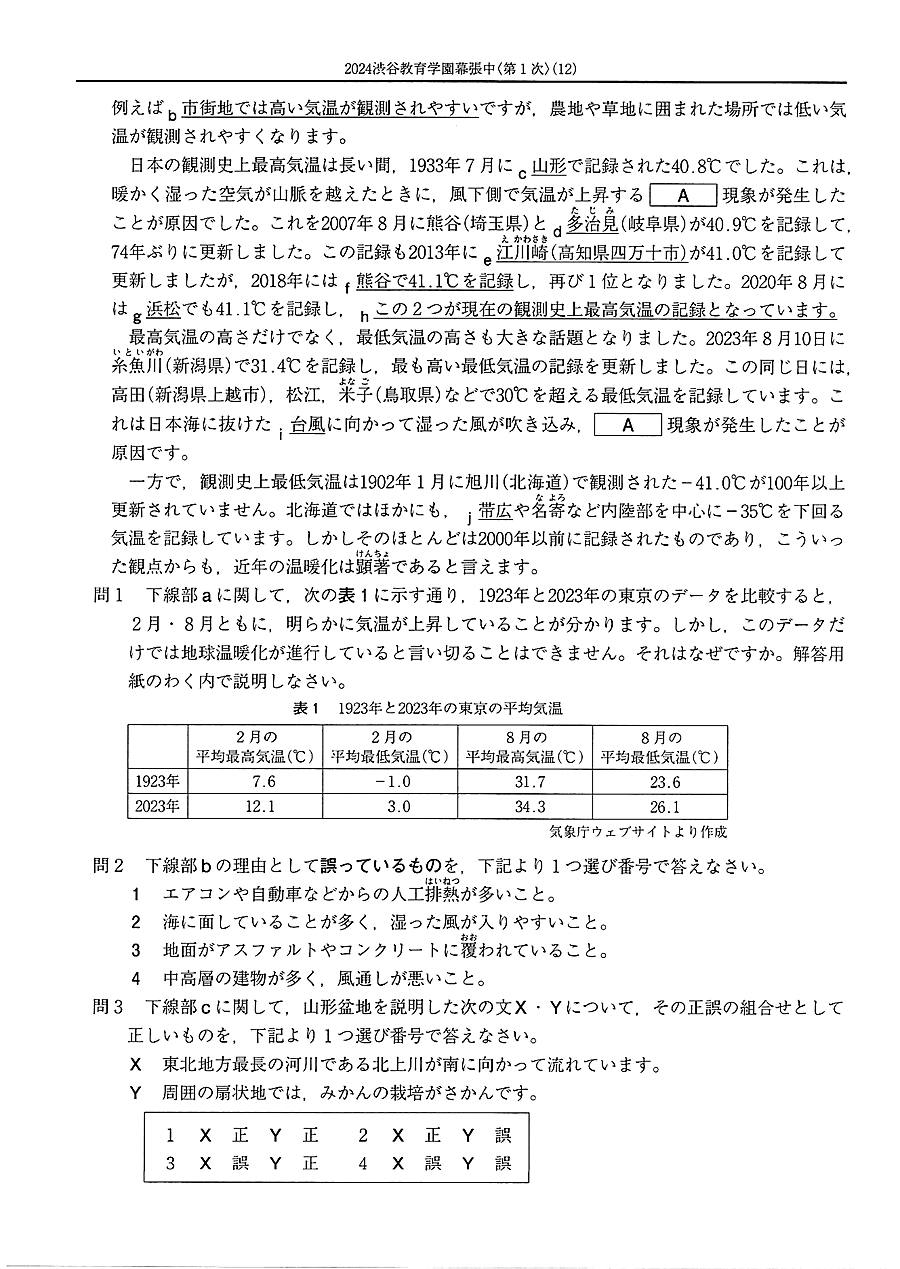 2024渋谷教育学園幕張中〈第1次〉(12)
例えばb市街地では高い気温が観測されやすいですが，農地や草地に囲まれた場所では低い気
温が観測されやすくなります。
日本の観測史上最高気温は長い間，1933年7月にc山形で記録された40.8℃でした。これは，
暖かく湿った空気が山脈を越えたときに，風下側で気温が上昇する A 現象が発生した
たじみ
ことが原因でした。これを2007年8月に熊谷(埼玉県)とd多治見(岐阜県)が40.9℃を記録して，
えかわさき
74年ぶりに更新しました。この記録も2013年にe江川崎(高知県四万十市)が41.0℃を記録して
更新しましたが，2018年にはf熊谷で41.1℃を記録し，再び1位となりました。2020年8月に
はg浜松でも41.1℃を記録し，hこの2つが現在の観測史上最高気温の記録となっています。
最高気温の高さだけでなく，最低気温の高さも大きな話題となりました。2023年8月10日に
いといがわ
糸魚川(新潟県)で31.4℃を記録し，最も高い最低気温の記録を更新しました。この同じ日には，
よなご
高田(新潟県上越市)，松江，米子(鳥取県)などで30℃を超える最低気温を記録しています。こ
れは日本海に抜けたi台風に向かって湿った風が吹き込み， A 現象が発生したことが
原因です。
一方で，観測史上最低気温は1902年1月に旭川(北海道)で観測された－41.0℃が100年以上
なよろ
更新されていません。北海道ではほかにも，j帯広や名寄など内陸部を中心に－35℃を下回る
気温を記録しています。しかしそのほとんどは2000年以前に記録されたものであり，こういっ
けんちょ
た観点からも，近年の温暖化は顕著であると言えます。
問1 下線部aに関して，次の表1に示す通り，1923年と2023年の東京のデータを比較すると，
2月・8月ともに，明らかに気温が上昇していることが分かります。しかし，このデータだ
けでは地球温暖化が進行していると言い切ることはできません。それはなぜですか。解答用
紙のわく内で説明しなさい。
表1 1923年と2023年の東京の平均気温
2月の 2月の 8月の 8月の
平均最高気温(℃) 平均最低気温(℃) 平均最高気温(℃) 平均最低気温(℃)
1923年 7.6 －1.0 31.7 23.6
2023年 12.1 3.0 34.3 26.1
気象庁ウェブサイトより作成
問2 下線部bの理由として誤っているものを，下記より1つ選び番号で答えなさい。
はいねつ
1 エアコンや自動車などからの人工排熱が多いこと。
2 海に面していることが多く，湿った風が入りやすいこと。
おお
3 地面がアスファルトやコンクリートに覆われていること。
4 中高層の建物が多く，風通しが悪いこと。
問3 下線部cに関して，山形盆地を説明した次の文X・Yについて，その正誤の組合せとして
正しいものを，下記より1つ選び番号で答えなさい。
X 東北地方最長の河川である北上川が南に向かって流れています。
Y 周囲の扇状地では，みかんの栽培がさかんです。
1 X 正 Y 正 2 X 正 Y 誤
3 X 誤 Y 正 4 X 誤 Y 誤